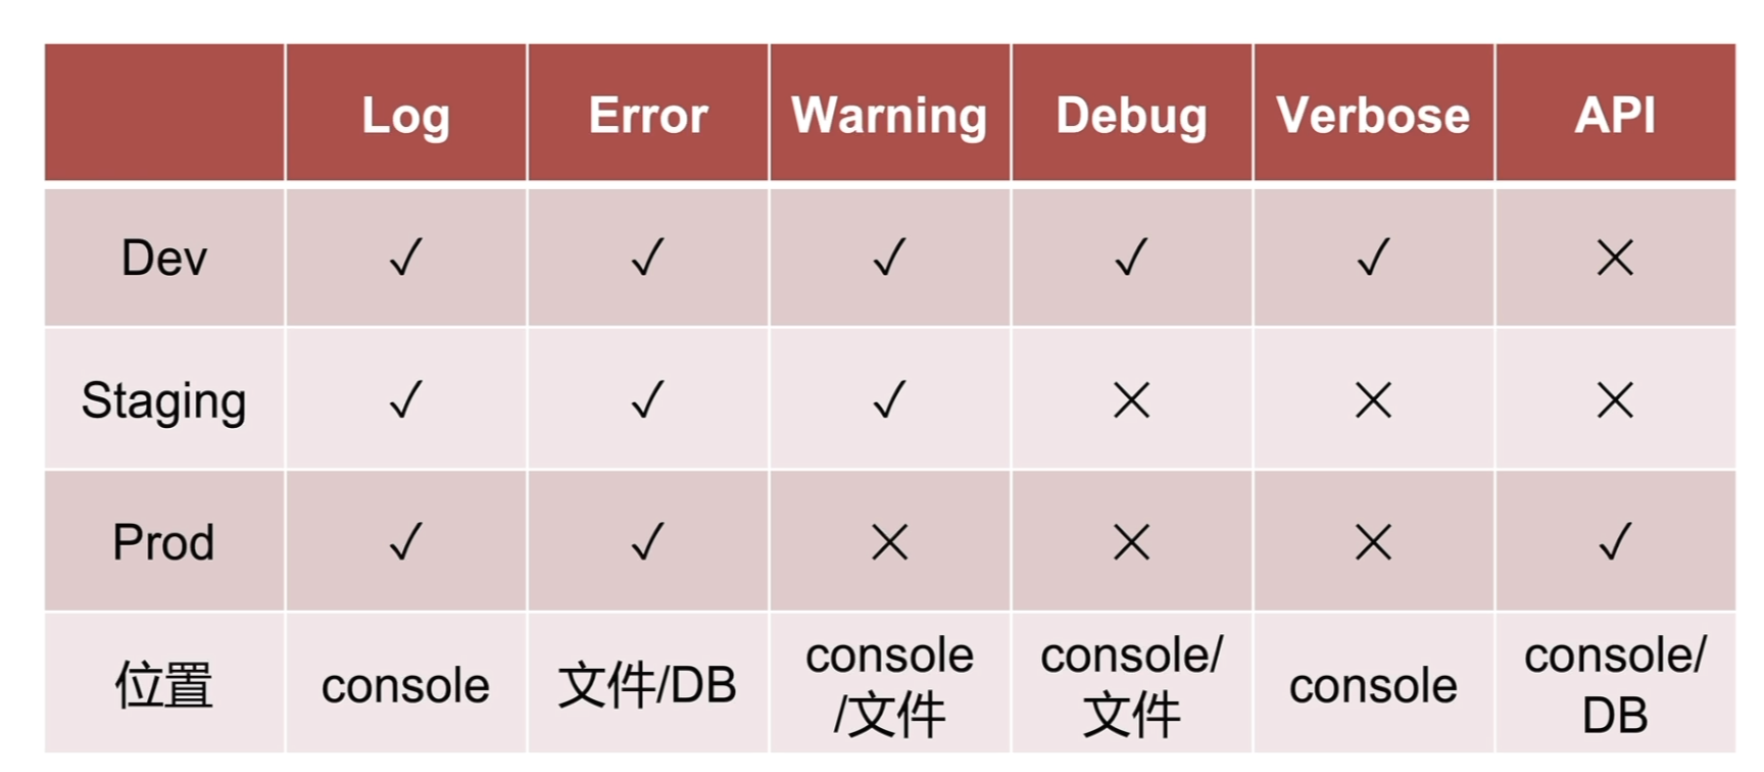 Log Error Warning Debug Verbose API
Dev ✓ ✓ ✓ ✓ ✓ ×
Staging ✓ ✓ ✓ × × ×
Prod ✓ ✓ × × × ✓
位置 console 文件/DB console /文件 console/ 文件 console console/ DB